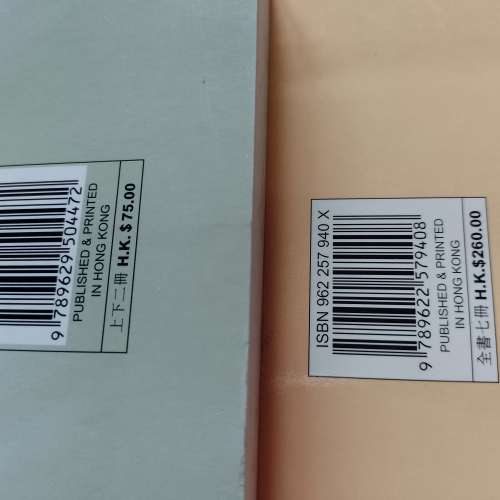 9 789629 504472
PUBLISHED & PRINTED
IN HONG KONG
上下二冊 H.K.$75.00
ISBN 962 257 940 X
9 789622 579408
PUBLISHED & PRINTED
IN HONG KONG
全書七冊 H.K.$260.00